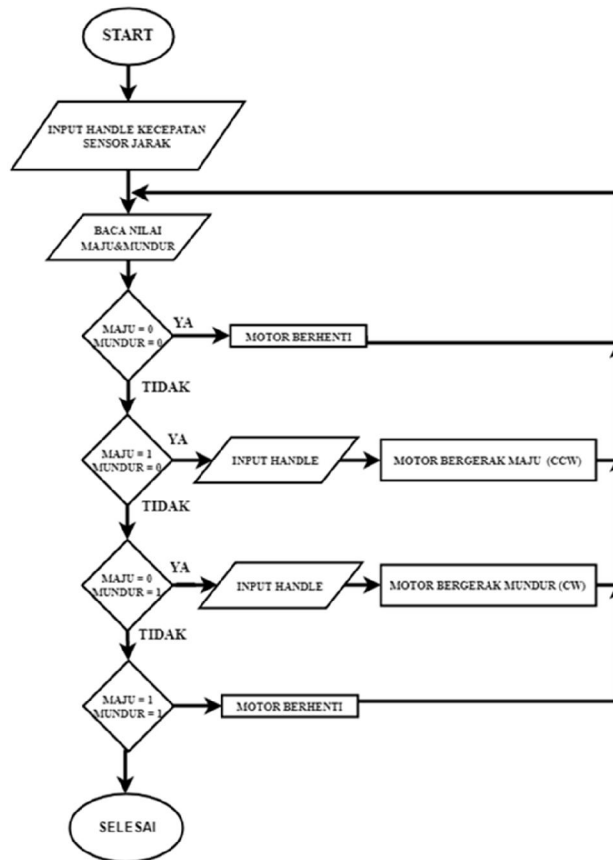 START
INPUT HANDLE KECEPATAN
SENSOR JARAK
BACA NILAI
MAJU&MUNDUR
MAJU = 0
MUNDUR = 0
YA
MOTOR BERHENTI
TIDAK
MAJU = 1
MUNDUR = 0
YA
INPUT HANDLE
MOTOR BERGERAK MAJU (CCW)
TIDAK
MAJU = 0
MUNDUR = 1
YA
INPUT HANDLE
MOTOR BERGERAK MUNDUR (CW)
TIDAK
MAJU = 1
MUNDUR = 1
MOTOR BERHENTI
SELESAI